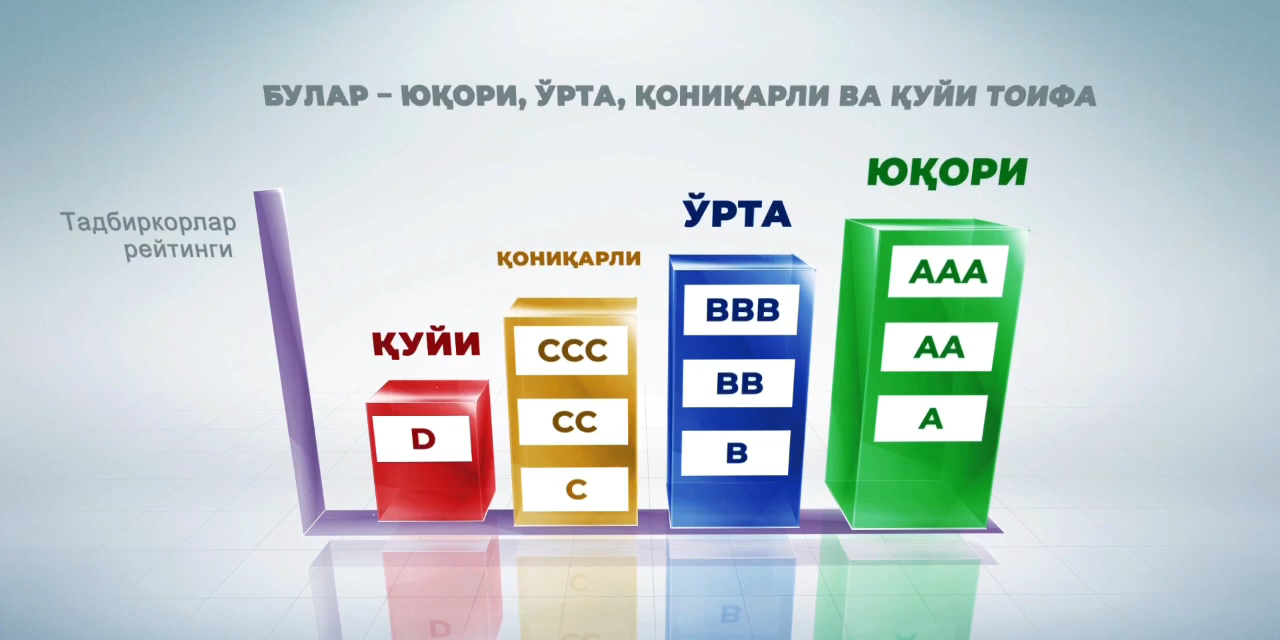 БУЛАР – ЮҚОРИ, ЎРТА, ҚОНИҚАРЛИ ВА ҚУЙИ ТОИФА
Тадбиркорлар
рейтинги
ҚУЙИ
D
ҚОНИҚАРЛИ
CCC
CC
C
ЎРТА
BBB
BB
B
ЮҚОРИ
AAA
AA
A